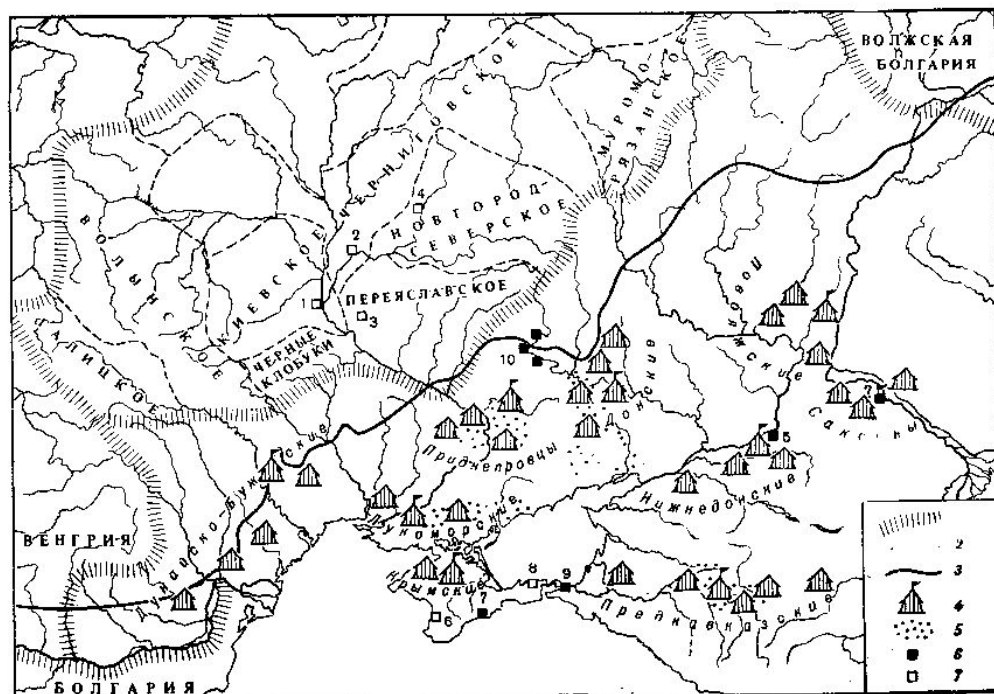 ВОЛЖСКАЯ
БОЛГАРИЯ
МУРОМО-
РЯЗАНСКОЕ
ЧЕРНИГОВСКОЕ
4
НОВГОРОД-
СЕВЕРСКОЕ
2
ВОЛЫНСКОЕ
КИЕВСКОЕ
1
ПЕРЕЯСЛАВСКОЕ
3
ГАЛИЦКОЕ
ЧЕРНЫЕ
КЛОБУКИ
10
Донские
Приднепровцы
5
Саксины
Нижнедонские
Лукоморские
ВЕНГРИЯ
Дунайско-Бужские
Крымские
7
6
8
9
Предкавказские
БОЛГАРИЯ
2
3
4
5
6
7